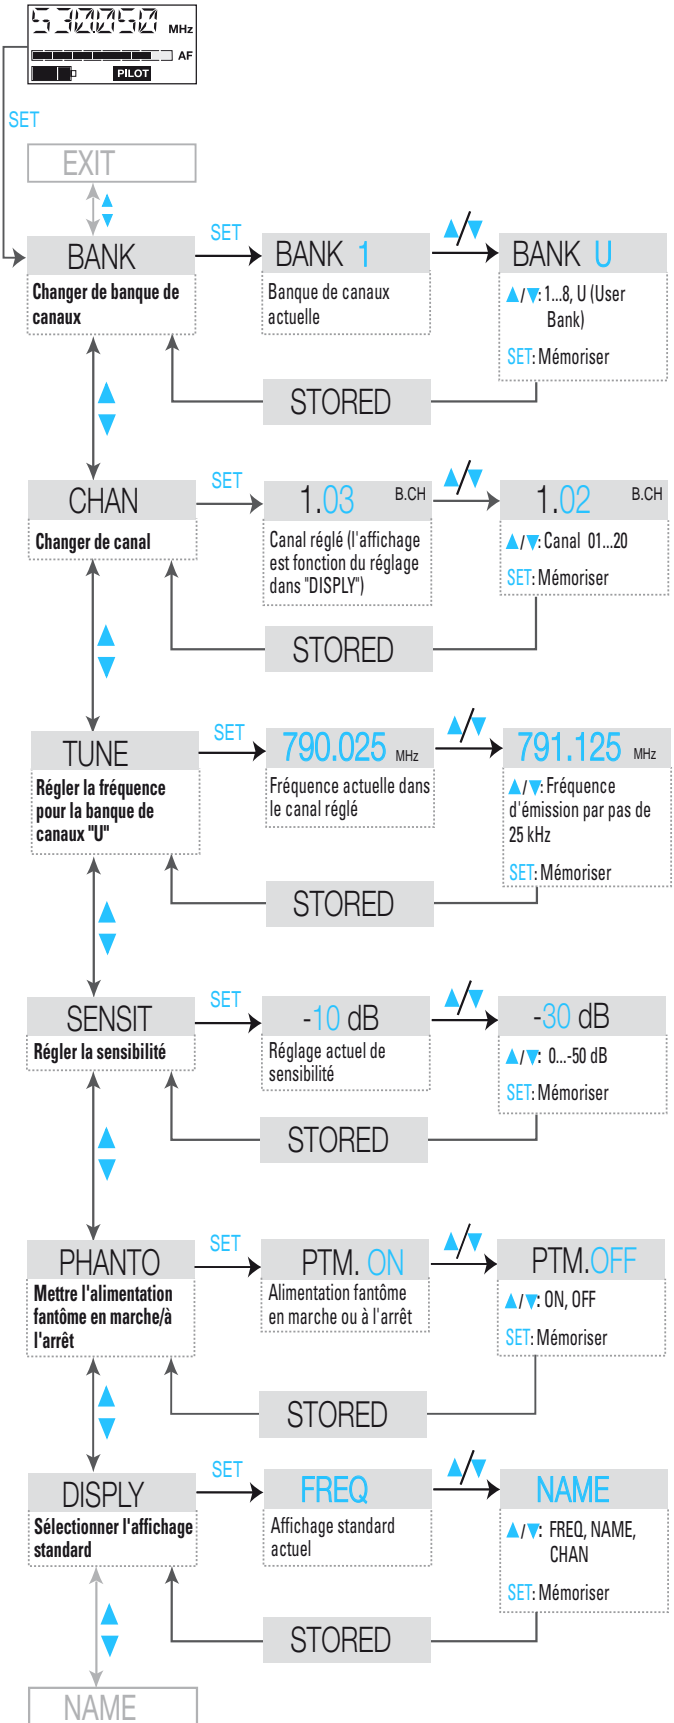 530.050 MHz
AF
PILOT
SET
EXIT
BANK
Changer de banque de
canaux
SET
BANK 1
Banque de canaux
actuelle
▲/▼
BANK U
▲/▼: 1...8, U (User
Bank)
SET: Mémoriser
STORED
CHAN
Changer de canal
SET
1.03 B.CH
Canal réglé (l'affichage
est fonction du réglage
dans "DISPLY")
▲/▼
1.02 B.CH
▲/▼: Canal 01...20
SET: Mémoriser
STORED
TUNE
Régler la fréquence
pour la banque de
canaux "U"
SET
790.025 MHz
Fréquence actuelle dans
le canal réglé
▲/▼
791.125 MHz
▲/▼: Fréquence
d'émission par pas de
25 kHz
SET: Mémoriser
STORED
SENSIT
Régler la sensibilité
SET
-10 dB
Réglage actuel de
sensibilité
▲/▼
-30 dB
▲/▼: 0...-50 dB
SET: Mémoriser
STORED
PHANTO
Mettre l'alimentation
fantôme en marche/à
l'arrêt
SET
PTM. ON
Alimentation fantôme
en marche ou à l'arrêt
▲/▼
PTM.OFF
▲/▼: ON, OFF
SET: Mémoriser
STORED
DISPLY
Sélectionner l'affichage
standard
SET
FREQ
Affichage standard
actuel
▲/▼
NAME
▲/▼: FREQ, NAME,
CHAN
SET: Mémoriser
STORED
NAME